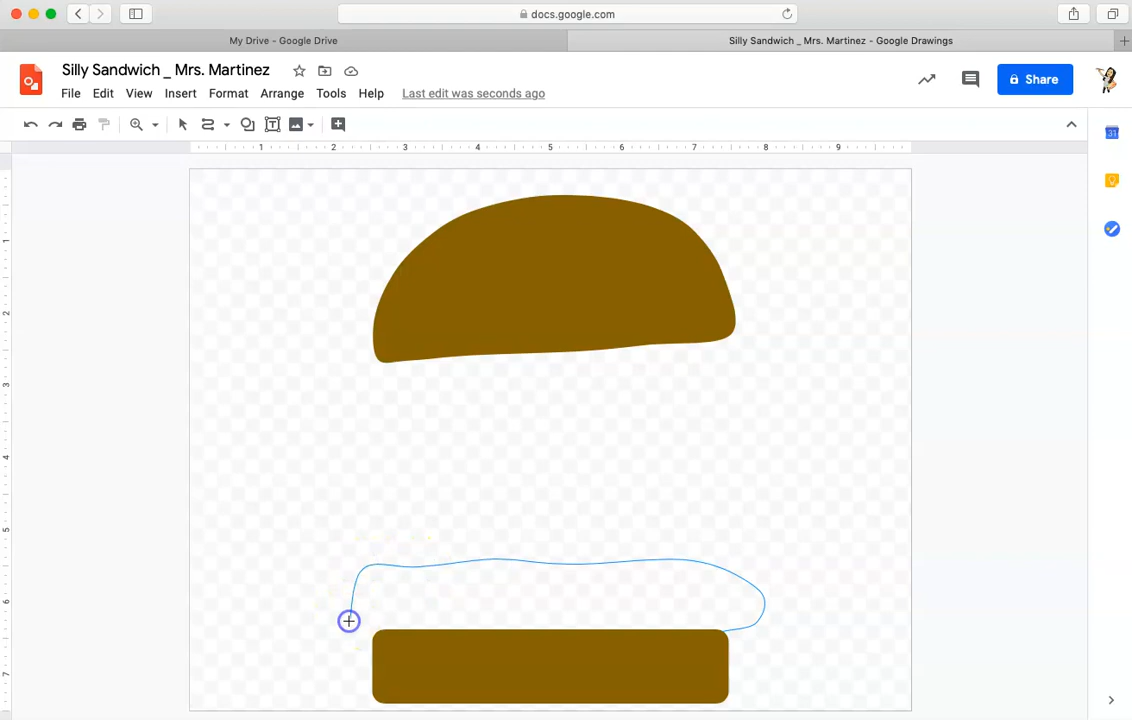 docs.google.com
My Drive - Google Drive
Silly Sandwich _ Mrs. Martinez - Google Drawings
Silly Sandwich _ Mrs. Martinez
Share
File Edit View Insert Format Arrange Tools Help Last edit was seconds ago
1 2 3 4 5 6 7 8 9
1
2
3
4
5
6
7
31